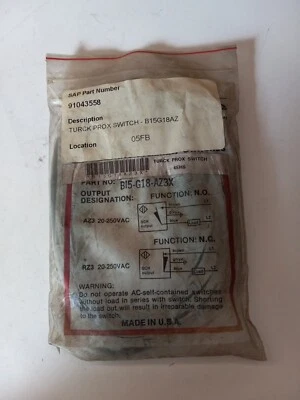 SAP Part Number
91043558
Description
TURCK PROX SWITCH - B15G18AZ
Location 05FB
TURCK PROX SWITCH
PART NO: BI5-G18-AZ3X
OUTPUT DESIGNATION: FUNCTION: N.O.
AZ3 20-250VAC
FUNCTION: N.C.
RZ3 20-250VAC
WARNING:
Do not operate AC-self-contained switches
without load in series with switch. Shorting
the load out will result in irreparable damage
to the switch.
MADE IN U.S.A.